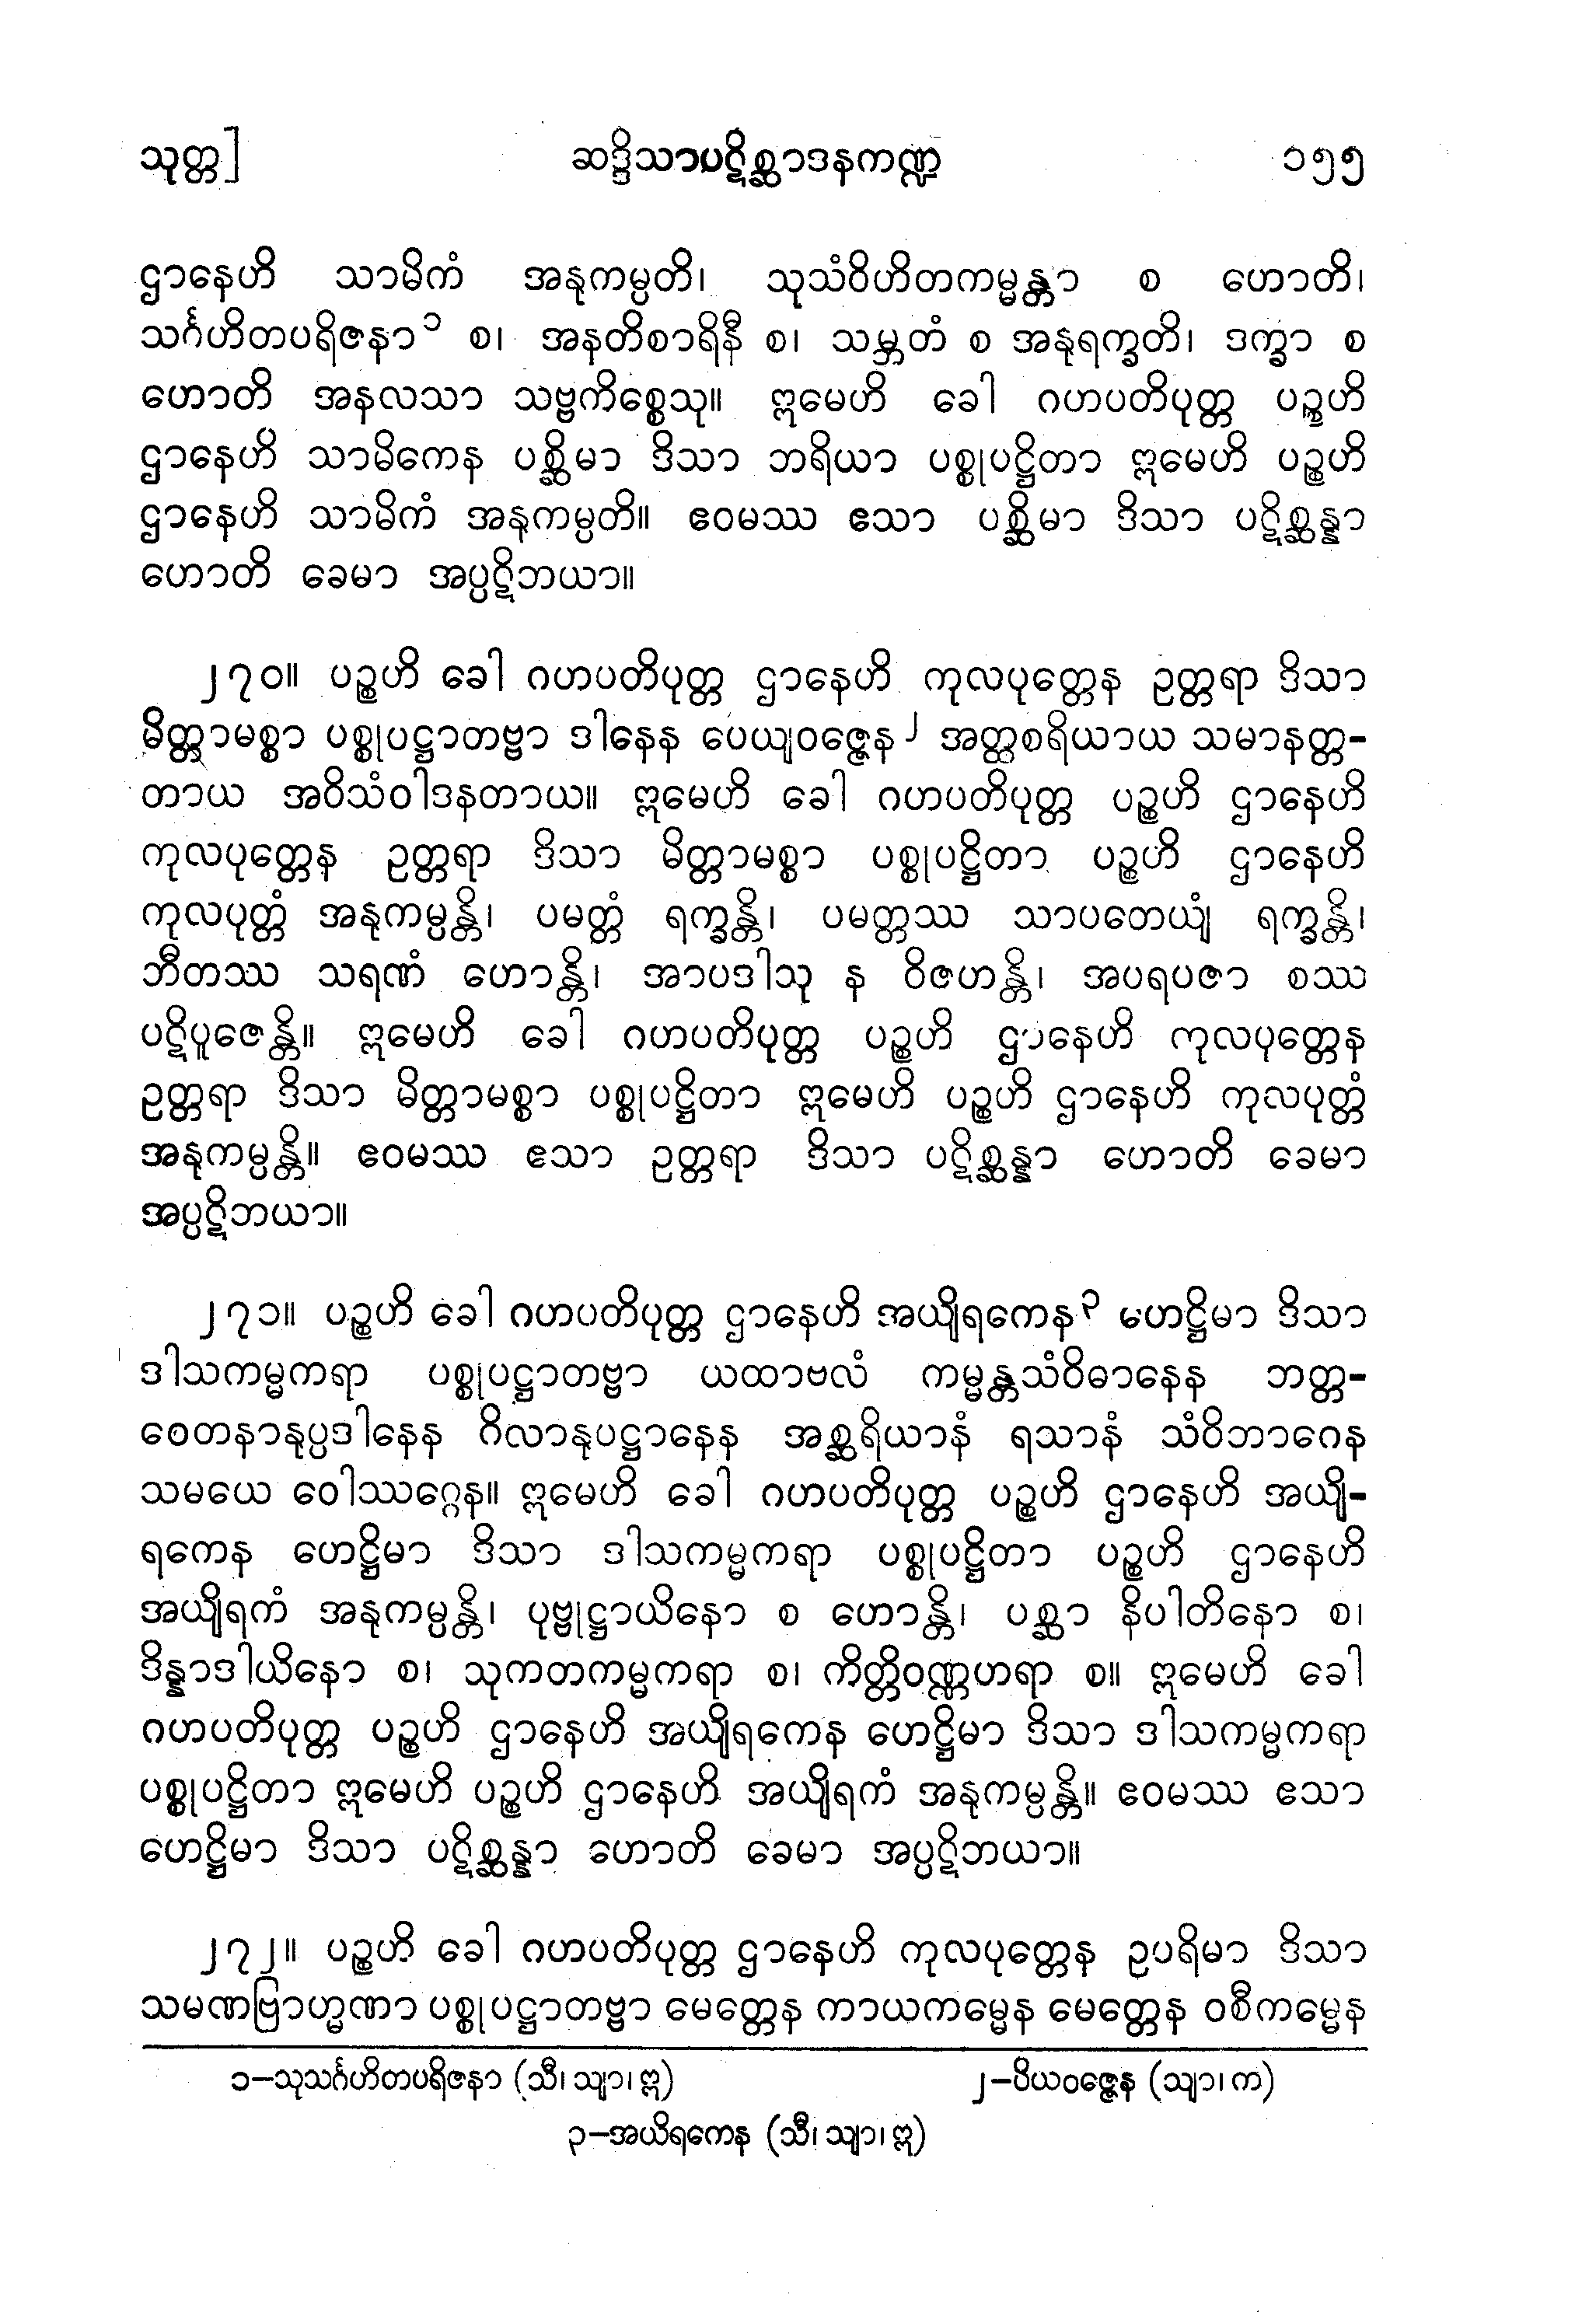 သုတ္တ] ဆဒ္ဒိသာပဋိစ္ဆာဒနကဏ္ဍ ၁၅၅
ဌာနေဟိ သာမိကံ အနုကမ္ပတိ၊ သုသံဝိဟိတကမ္မန္တာ စ ဟောတိ၊
သင်္ဂဟိတပရိဇနာ၁ စ၊ အနတိစာရိနီ စ၊ သမ္ဘတံ စ အနုရက္ခတိ၊ ဒက္ခာ စ
ဟောတိ အနလသာ သဗ္ဗကိစ္စေသု။ ဣမေဟိ ခေါ ဂဟပတိပုတ္တ ပဉ္စဟိ
ဌာနေဟိ သာမိကေန ပစ္ဆိမာ ဒိသာ ဘရိယာ ပစ္စုပဋ္ဌိတာ ဣမေဟိ ပဉ္စဟိ
ဌာနေဟိ သာမိကံ အနုကမ္ပတိ။ ဧဝမဿ ဧသာ ပစ္ဆိမာ ဒိသာ ပဋိစ္ဆန္နာ
ဟောတိ ခေမာ အပ္ပဋိဘယာ။
၂၇၀။ ပဉ္စဟိ ခေါ ဂဟပတိပုတ္တ ဌာနေဟိ ကုလပုတ္တေန ဥတ္တရာ ဒိသာ
မိတ္တာမစ္စာ ပစ္စုပဋ္ဌာတဗ္ဗာ ဒါနေန ပေယျဝဇ္ဇေန၂ အတ္ထစရိယာယ သမာနတ္တ-
တာယ အဝိသံဝါဒနတာယ။ ဣမေဟိ ခေါ ဂဟပတိပုတ္တ ပဉ္စဟိ ဌာနေဟိ
ကုလပုတ္တေန ဥတ္တရာ ဒိသာ မိတ္တာမစ္စာ ပစ္စုပဋ္ဌိတာ ပဉ္စဟိ ဌာနေဟိ
ကုလပုတ္တံ အနုကမ္ပန္တိ၊ ပမတ္တံ ရက္ခန္တိ၊ ပမတ္တဿ သာပတေယျံ ရက္ခန္တိ၊
ဘီတဿ သရဏံ ဟောန္တိ၊ အာပဒါသု န ဝိဇဟန္တိ၊ အပရပဇာ စဿ
ပဋိပူဇေန္တိ။ ဣမေဟိ ခေါ ဂဟပတိပုတ္တ ပဉ္စဟိ ဌာနေဟိ ကုလပုတ္တေန
ဥတ္တရာ ဒိသာ မိတ္တာမစ္စာ ပစ္စုပဋ္ဌိတာ ဣမေဟိ ပဉ္စဟိ ဌာနေဟိ ကုလပုတ္တံ
အနုကမ္ပန္တိ။ ဧဝမဿ ဧသာ ဥတ္တရာ ဒိသာ ပဋိစ္ဆန္နာ ဟောတိ ခေမာ
အပ္ပဋိဘယာ။
၂၇၁။ ပဉ္စဟိ ခေါ ဂဟပတိပုတ္တ ဌာနေဟိ အယျိရကေန၃ ဟေဋ္ဌိမာ ဒိသာ
ဒါသကမ္မကရာ ပစ္စုပဋ္ဌာတဗ္ဗာ ယထာဗလံ ကမ္မန္တသံဝိဓာနေန ဘတ္တ-
ဝေတနာနုပ္ပဒါနေန ဂိလာနုပဋ္ဌာနေန အစ္ဆရိယာနံ ရသာနံ သံဝိဘာဂေန
သမယေ ဝေါဿဂ္ဂေန။ ဣမေဟိ ခေါ ဂဟပတိပုတ္တ ပဉ္စဟိ ဌာနေဟိ အယျိ-
ရကေန ဟေဋ္ဌိမာ ဒိသာ ဒါသကမ္မကရာ ပစ္စုပဋ္ဌိတာ ပဉ္စဟိ ဌာနေဟိ
အယျိရကံ အနုကမ္ပန္တိ၊ ပုဗ္ဗုဋ္ဌာယိနော စ ဟောန္တိ၊ ပစ္ဆာ နိပါတိနော စ၊
ဒိန္နာဒါယိနော စ၊ သုကတကမ္မကရာ စ၊ ကိတ္တိဝဏ္ဏဟရာ စ။ ဣမေဟိ ခေါ
ဂဟပတိပုတ္တ ပဉ္စဟိ ဌာနေဟိ အယျိရကေန ဟေဋ္ဌိမာ ဒိသာ ဒါသကမ္မကရာ
ပစ္စုပဋ္ဌိတာ ဣမေဟိ ပဉ္စဟိ ဌာနေဟိ အယျိရကံ အနုကမ္ပန္တိ။ ဧဝမဿ ဧသာ
ဟေဋ္ဌိမာ ဒိသာ ပဋိစ္ဆန္နာ ဟောတိ ခေမာ အပ္ပဋိဘယာ။
၂၇၂။ ပဉ္စဟိ ခေါ ဂဟပတိပုတ္တ ဌာနေဟိ ကုလပုတ္တေန ဥပရိမာ ဒိသာ
သမဏဗြာဟ္မဏာ ပစ္စုပဋ္ဌာတဗ္ဗာ မေတ္တေန ကာယကမ္မေန မေတ္တေန ဝစီကမ္မေန
၁-သုသင်္ဂဟိတပရိဇနာ (သီ၊ သျာ၊ ဣ) ၂-ပိယဝဇ္ဇေန (သျာ၊ က)
၃-အယိရကေန (သီ၊ သျာ၊ ဣ)